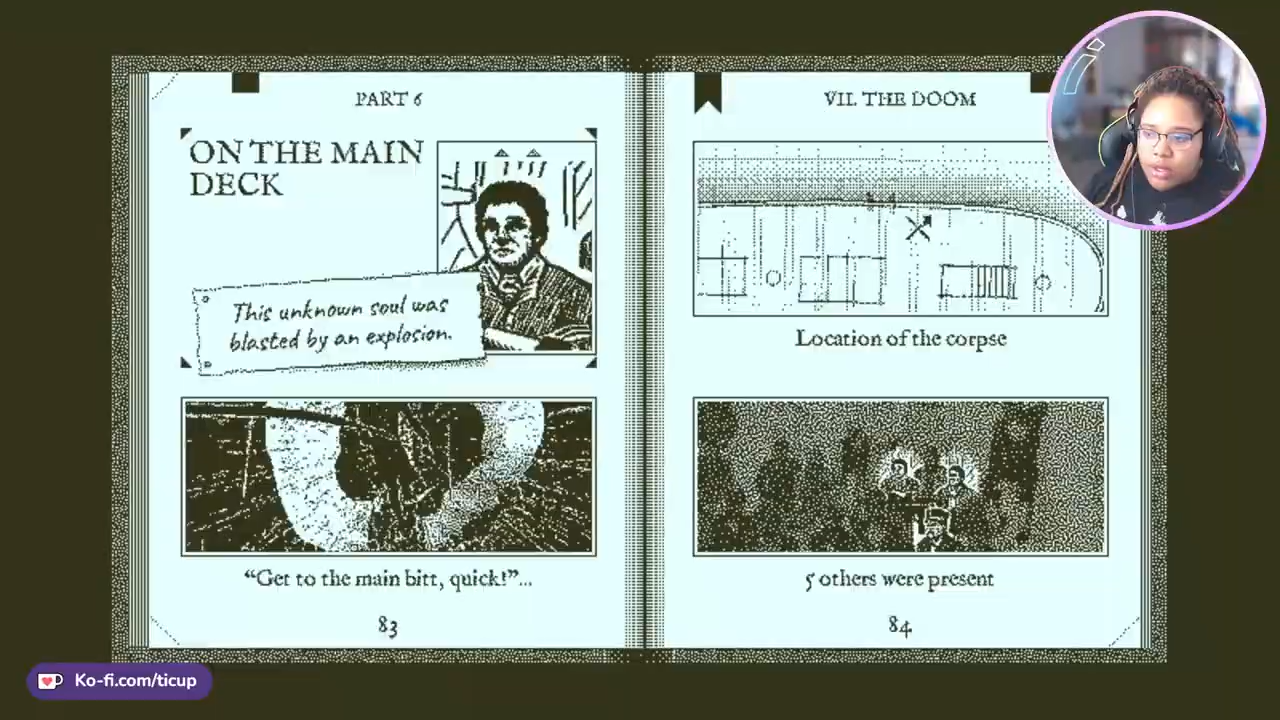 PART 6
ON THE MAIN
DECK
This unknown soul was
blasted by an explosion.
"Get to the main bitt, quick!"...
83
VII. THE DOOM
Location of the corpse
5 others were present
84
Ko-fi.com/ticup